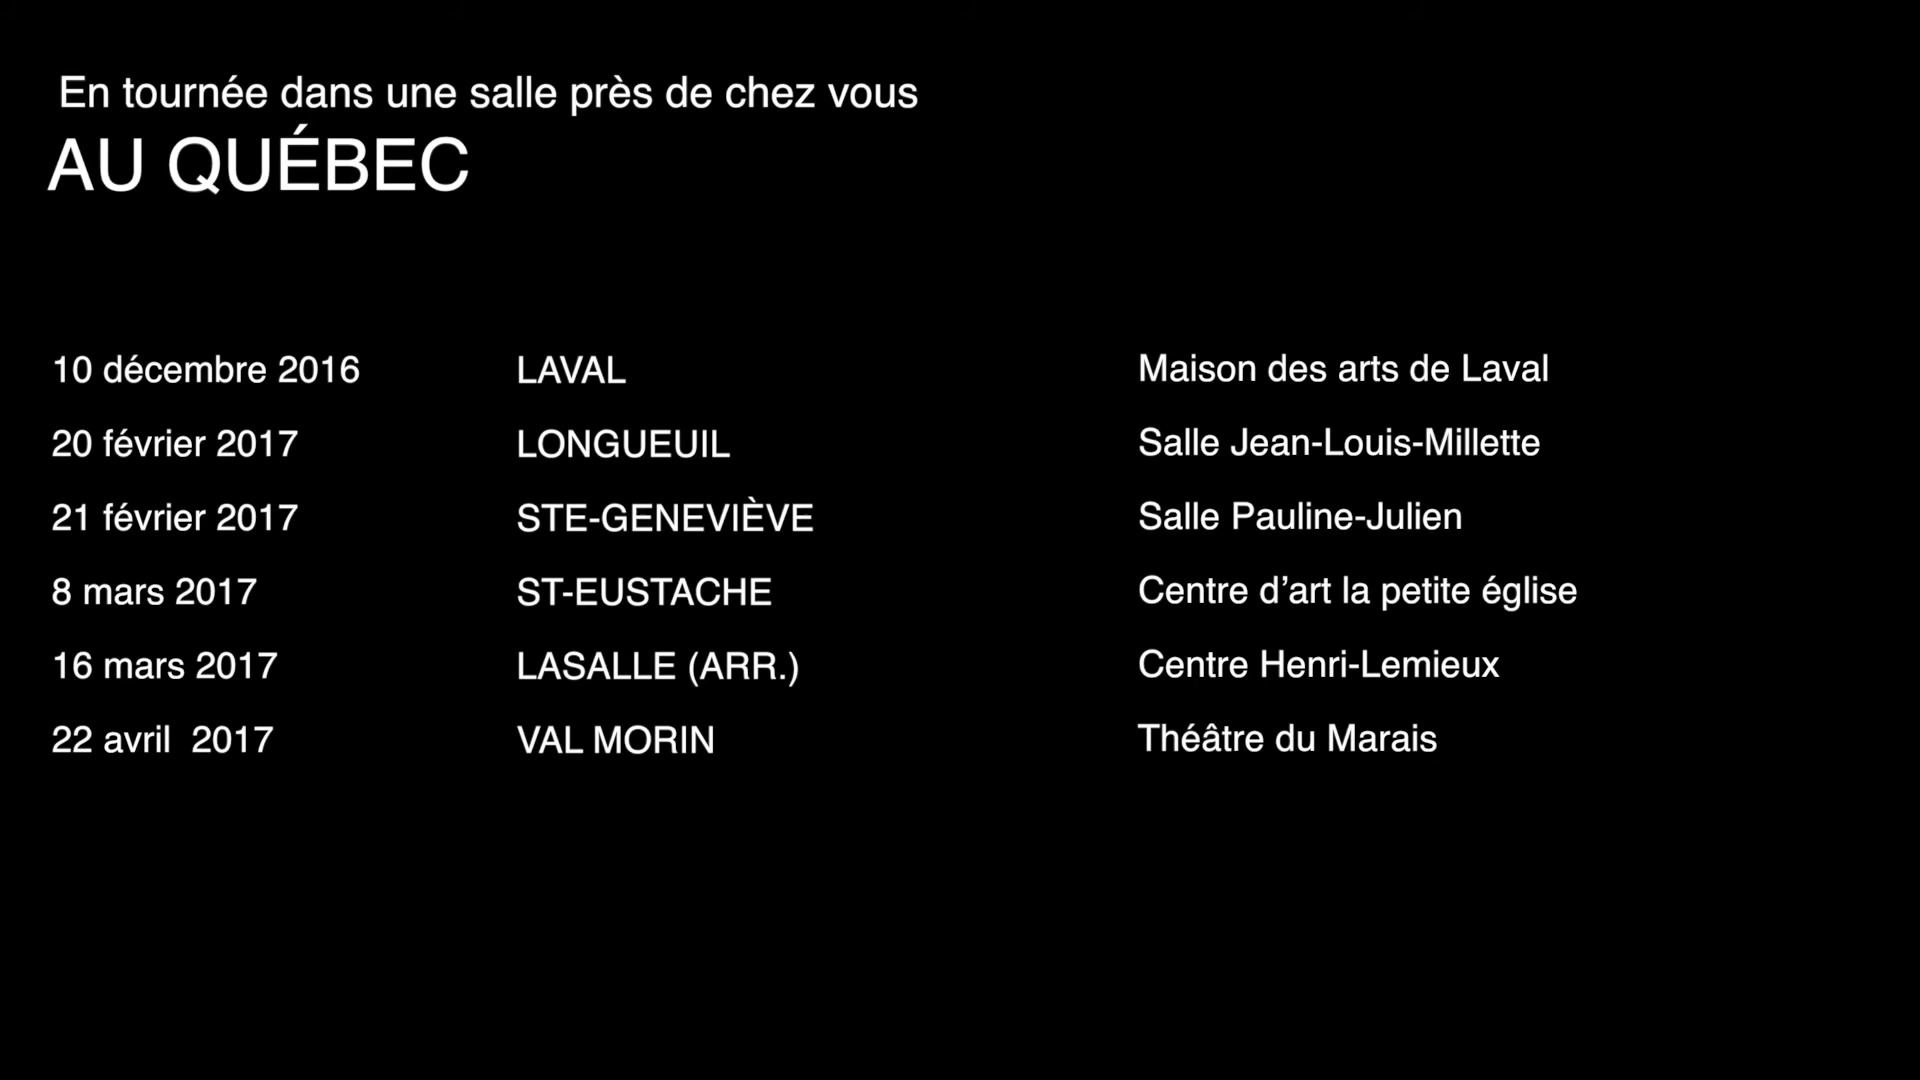 En tournée dans une salle près de chez vous
AU QUÉBEC
10 décembre 2016 LAVAL Maison des arts de Laval
20 février 2017 LONGUEUIL Salle Jean-Louis-Millette
21 février 2017 STE-GENEVIÈVE Salle Pauline-Julien
8 mars 2017 ST-EUSTACHE Centre d’art la petite église
16 mars 2017 LASALLE (ARR.) Centre Henri-Lemieux
22 avril  2017 VAL MORIN Théâtre du Marais